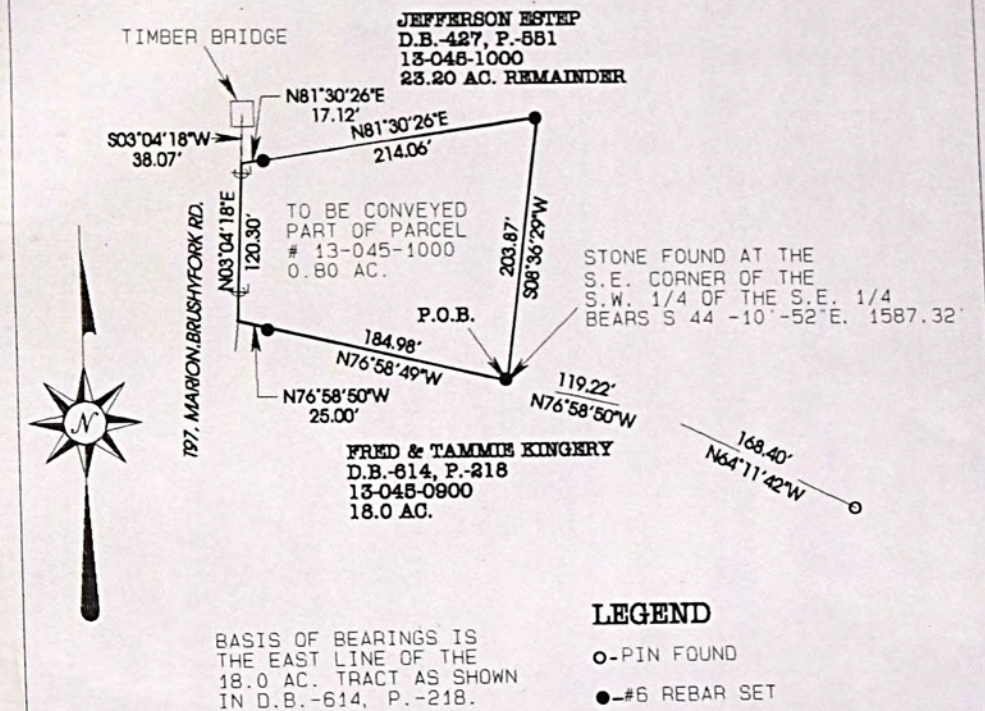 JEFFERSON ESTEP
D.B.-427, P.-551
13-045-1000
23.20 AC. REMAINDER
TIMBER BRIDGE
N81°30'26"E
17.12'
S03°04'18"W
38.07'
N81°30'26"E
214.06'
T97, MARION,BRUSHYFORK RD.
N03°04'18"E
120.30'
TO BE CONVEYED
PART OF PARCEL
# 13-045-1000
0.80 AC.
203.87'
S08°36'29"W
STONE FOUND AT THE
S.E. CORNER OF THE
S.W. 1/4 OF THE S.E. 1/4
BEARS S 44 -10'-52"E. 1587.32'
P.O.B.
184.98'
N76°58'49"W
N76°58'50"W
25.00'
119.22'
N76°58'50"W
168.40'
N64°11'42"W
FRED & TAMMIE KINGERY
D.B.-614, P.-218
13-045-0900
18.0 AC.
N
BASIS OF BEARINGS IS
THE EAST LINE OF THE
18.0 AC. TRACT AS SHOWN
IN D.B.-614, P.-218.
LEGEND
O-PIN FOUND
●-#6 REBAR SET